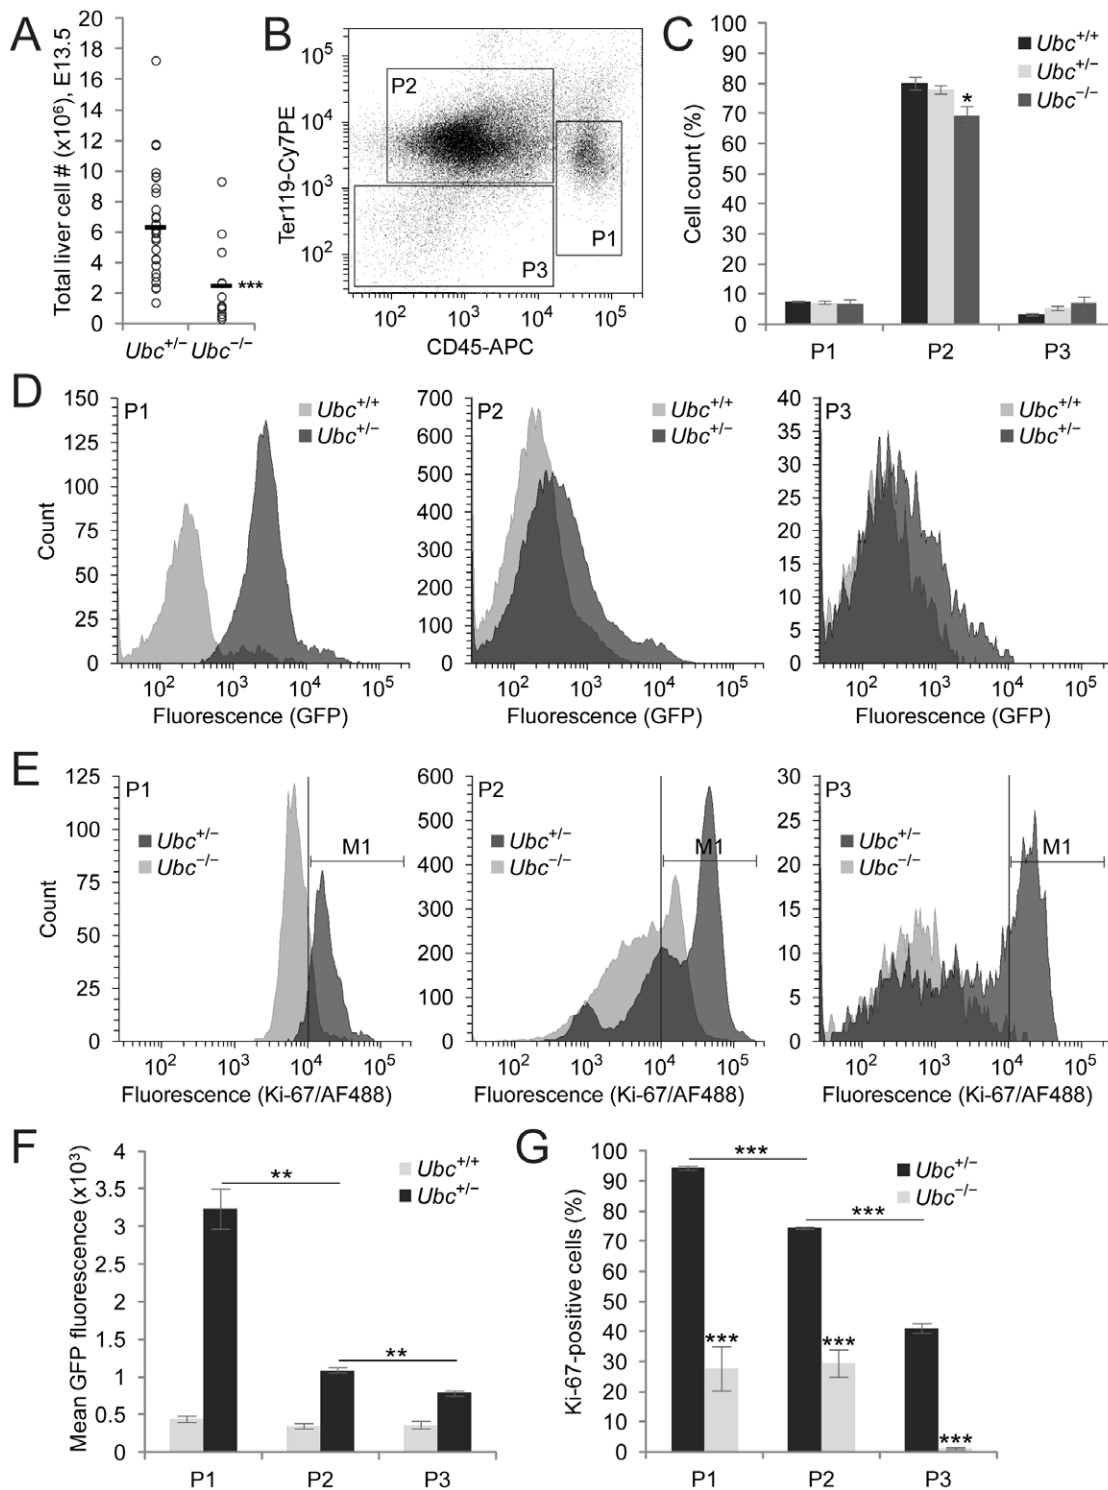 A
Total liver cell # (x10⁶), E13.5
20
18
16
14
12
10
8
6
4
2
0
***
Ubc⁺/⁻ Ubc⁻/⁻
B
Ter119-Cy7PE
10⁵
10⁴
10³
10²
P2
P1
P3
10² 10³ 10⁴ 10⁵
CD45-APC
C
Cell count (%)
100
90
80
70
60
50
40
30
20
10
0
Ubc⁺/⁺
Ubc⁺/⁻
Ubc⁻/⁻
*
P1 P2 P3
D
Count
150
125
100
75
50
25
0
P1
Ubc⁺/⁺
Ubc⁺/⁻
10² 10³ 10⁴ 10⁵
Fluorescence (GFP)
700
600
500
400
300
200
100
0
P2
Ubc⁺/⁺
Ubc⁺/⁻
10² 10³ 10⁴ 10⁵
Fluorescence (GFP)
40
35
30
25
20
15
10
5
0
P3
Ubc⁺/⁺
Ubc⁺/⁻
10² 10³ 10⁴ 10⁵
Fluorescence (GFP)
E
Count
125
100
75
50
25
0
P1
Ubc⁺/⁻
Ubc⁻/⁻
M1
10² 10³ 10⁴ 10⁵
Fluorescence (Ki-67/AF488)
600
500
400
300
200
100
0
P2
Ubc⁺/⁻
Ubc⁻/⁻
M1
10² 10³ 10⁴ 10⁵
Fluorescence (Ki-67/AF488)
30
25
20
15
10
5
0
P3
Ubc⁺/⁻
Ubc⁻/⁻
M1
10² 10³ 10⁴ 10⁵
Fluorescence (Ki-67/AF488)
F
Mean GFP fluorescence (x10³)
4
3.5
3
2.5
2
1.5
1
0.5
0
Ubc⁺/⁺
Ubc⁺/⁻
**
**
P1 P2 P3
G
Ki-67-positive cells (%)
100
90
80
70
60
50
40
30
20
10
0
Ubc⁺/⁻
Ubc⁻/⁻
***
***
***
***
***
P1 P2 P3